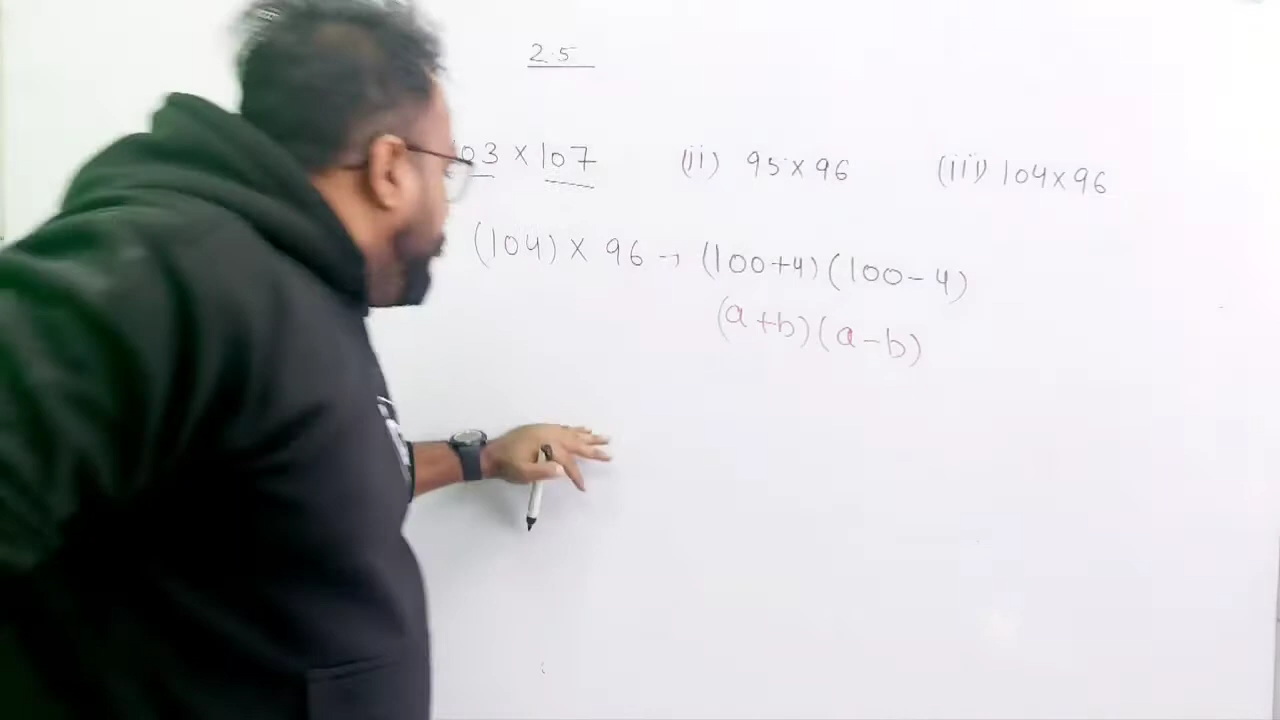 2.5
03 × 107 (ii) 95×96 (iii) 104×96
(104) × 96 → (100+4)(100-4)
(a+b)(a-b)